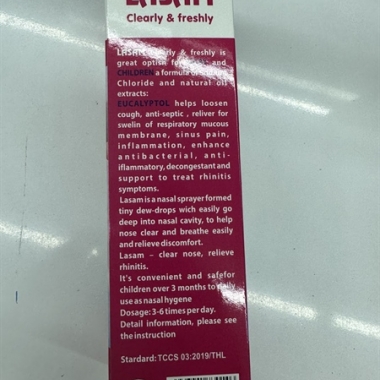 LASAM
Clearly & freshly
LASAM Clearly & freshly is
great option for and
CHILDREN a formula of
Chloride and natural oil
extracts:
EUCALYPTOL helps loosen
cough, anti-septic , reliver for
swelin of respiratory mucous
membrane, sinus pain,
inflammation, enhance
antibacterial, anti-
iflammatory, decongestant and
support to treat rhinitis
symptoms.
Lasam is a nasal sprayer formed
tiny dew-drops wich easily go
deep into nasal cavity, to help
nose clear and breathe easily
and relieve discomfort.
Lasam - clear nose, relieve
rhinitis.
It's convenient and safefor
children over 3 months to daily
use as nasal hygene
Dosage: 3-6 times per day.
Detail information, please see
the instruction
Stardard: TCCS 03:2019/THL